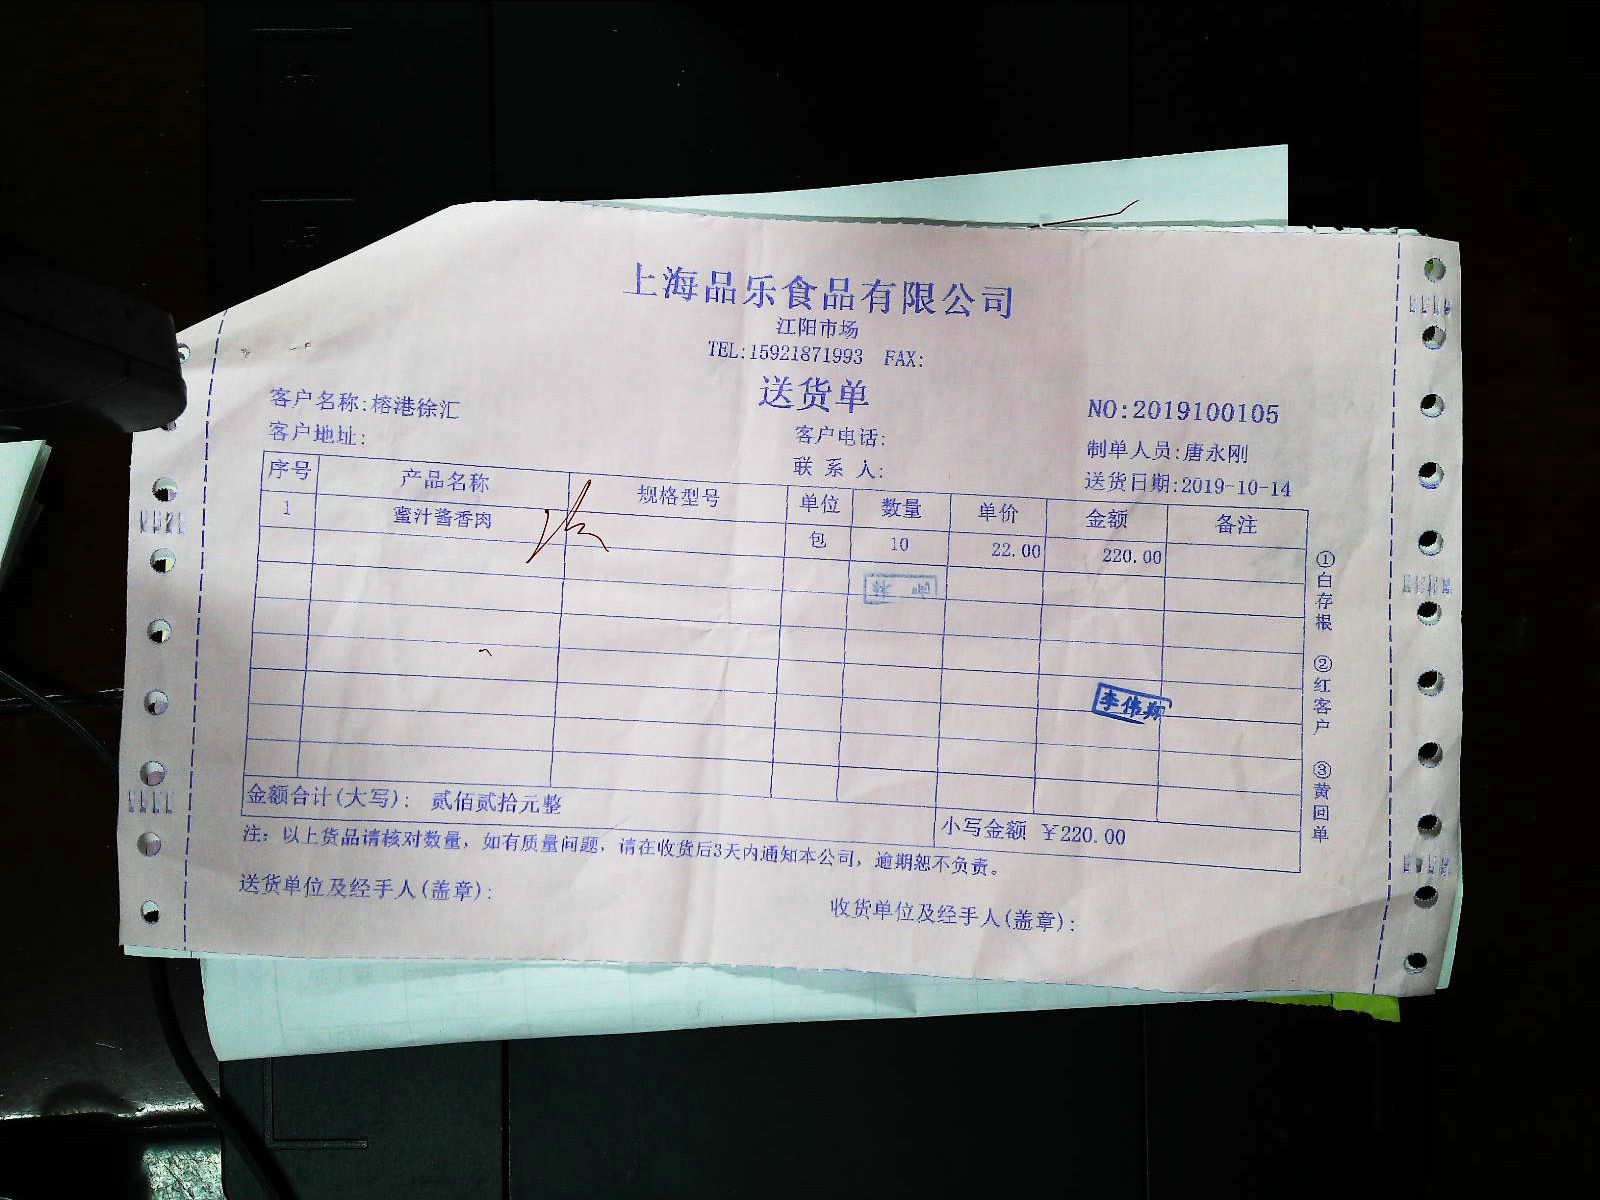 上海品乐食品有限公司
江阳市场
TEL:15921871993 FAX:
送货单
客户名称:榕港徐汇
NO:2019100105
客户地址:
客户电话:
制单人员:唐永刚
联 系 人:
送货日期:2019-10-14
序号 产品名称 规格型号 单位 数量 单价 金额 备注
1 蜜汁酱香肉 包 10 22.00 220.00
李伟翔
金额合计(大写): 贰佰贰拾元整
小写金额 ￥220.00
注: 以上货品请核对数量, 如有质量问题, 请在收货后3天内通知本公司, 逾期恕不负责。
送货单位及经手人(盖章):
收货单位及经手人(盖章):
①白存根 ②红客户 ③黄回单